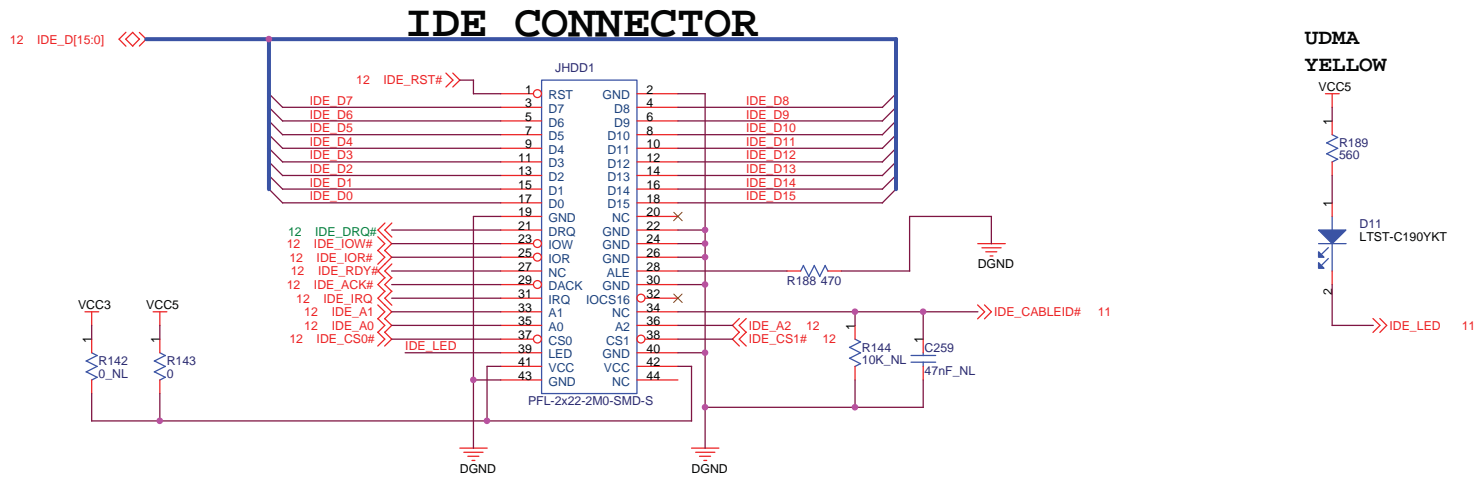 IDE CONNECTOR
12 IDE_D[15:0]
UDMA
YELLOW
JHDD1
12 IDE_RST#
1 RST GND 2
IDE_D7 3 D7 D8 4 IDE_D8
IDE_D6 5 D6 D9 6 IDE_D9
IDE_D5 7 D5 D10 8 IDE_D10
IDE_D4 9 D4 D11 10 IDE_D11
IDE_D3 11 D3 D12 12 IDE_D12
IDE_D2 13 D2 D13 14 IDE_D13
IDE_D1 15 D1 D14 16 IDE_D14
IDE_D0 17 D0 D15 18 IDE_D15
19 GND NC 20
12 IDE_DRQ# 21 DRQ GND 22
12 IDE_IOW# 23 IOW GND 24
12 IDE_IOR# 25 IOR GND 26
12 IDE_RDY# 27 NC ALE 28
12 IDE_ACK# 29 DACK GND 30
12 IDE_IRQ 31 IRQ IOCS16 32
12 IDE_A1 33 A1 NC 34 IDE_CABLEID# 11
12 IDE_A0 35 A0 A2 36 IDE_A2 12
12 IDE_CS0# 37 CS0 CS1 38 IDE_CS1# 12
IDE_LED 39 LED GND 40
41 VCC VCC 42
43 GND NC 44
PFL-2x22-2M0-SMD-S
R188 470
DGND
VCC3
1
R142
0_NL
VCC5
1
R143
0
1
R144
10K_NL
1
C259
47nF_NL
DGND
DGND
VCC5
1
R189
560
1
D11
LTST-C190YKT
2
IDE_LED 11